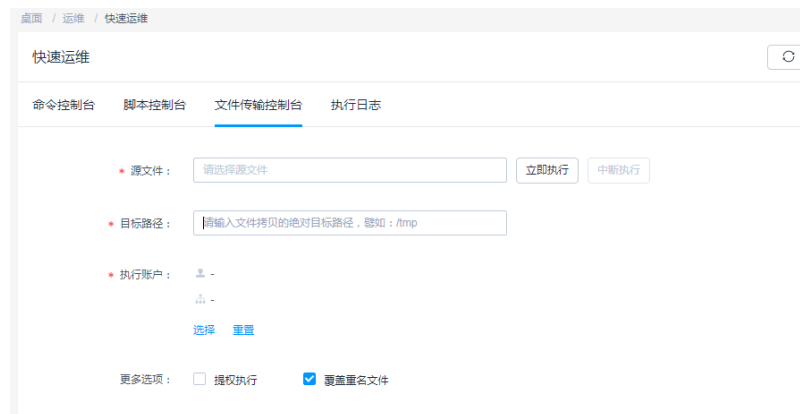 桌面 / 运维 / 快速运维
快速运维
命令控制台 脚本控制台 文件传输控制台 执行日志
* 源文件： 请选择源文件 立即执行 中断执行
* 目标路径： 请输入文件拷贝的绝对目标路径，譬如：/tmp
* 执行账户： -
-
选择 重置
更多选项： 提权执行 覆盖重名文件